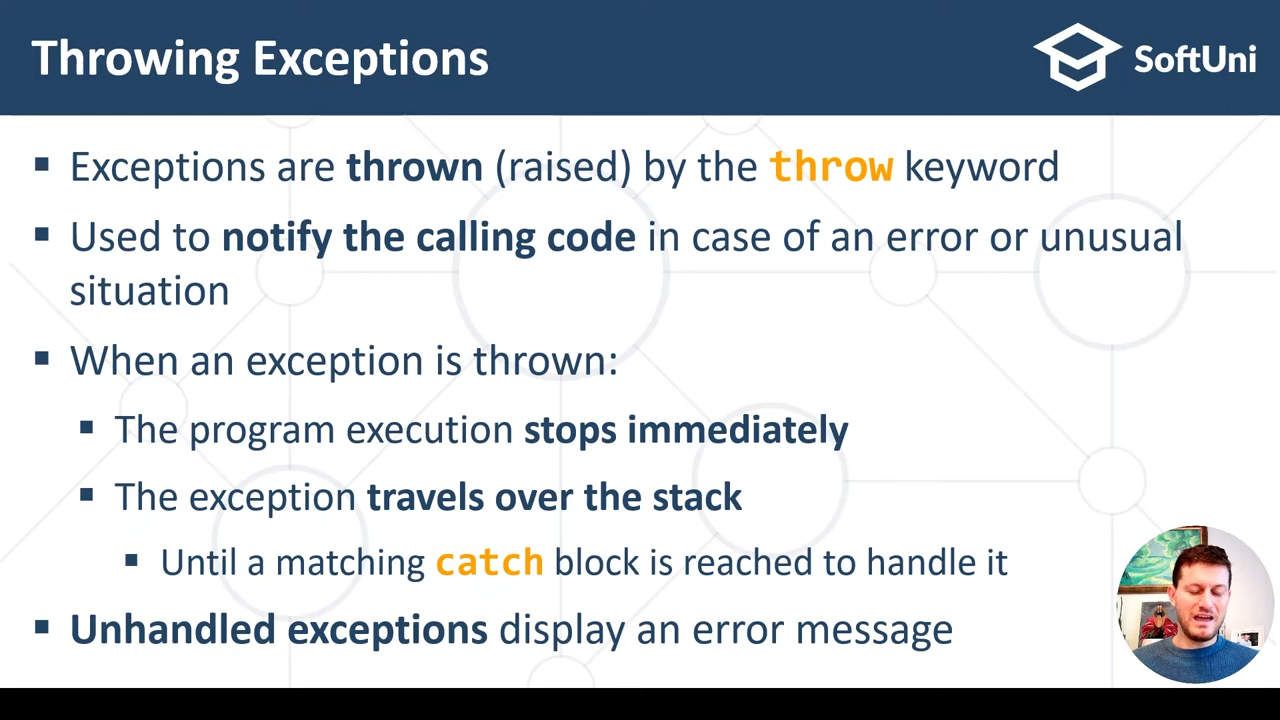 Throwing Exceptions
SoftUni
▪ Exceptions are thrown (raised) by the throw keyword
▪ Used to notify the calling code in case of an error or unusual
situation
▪ When an exception is thrown:
▪ The program execution stops immediately
▪ The exception travels over the stack
▪ Until a matching catch block is reached to handle it
▪ Unhandled exceptions display an error message